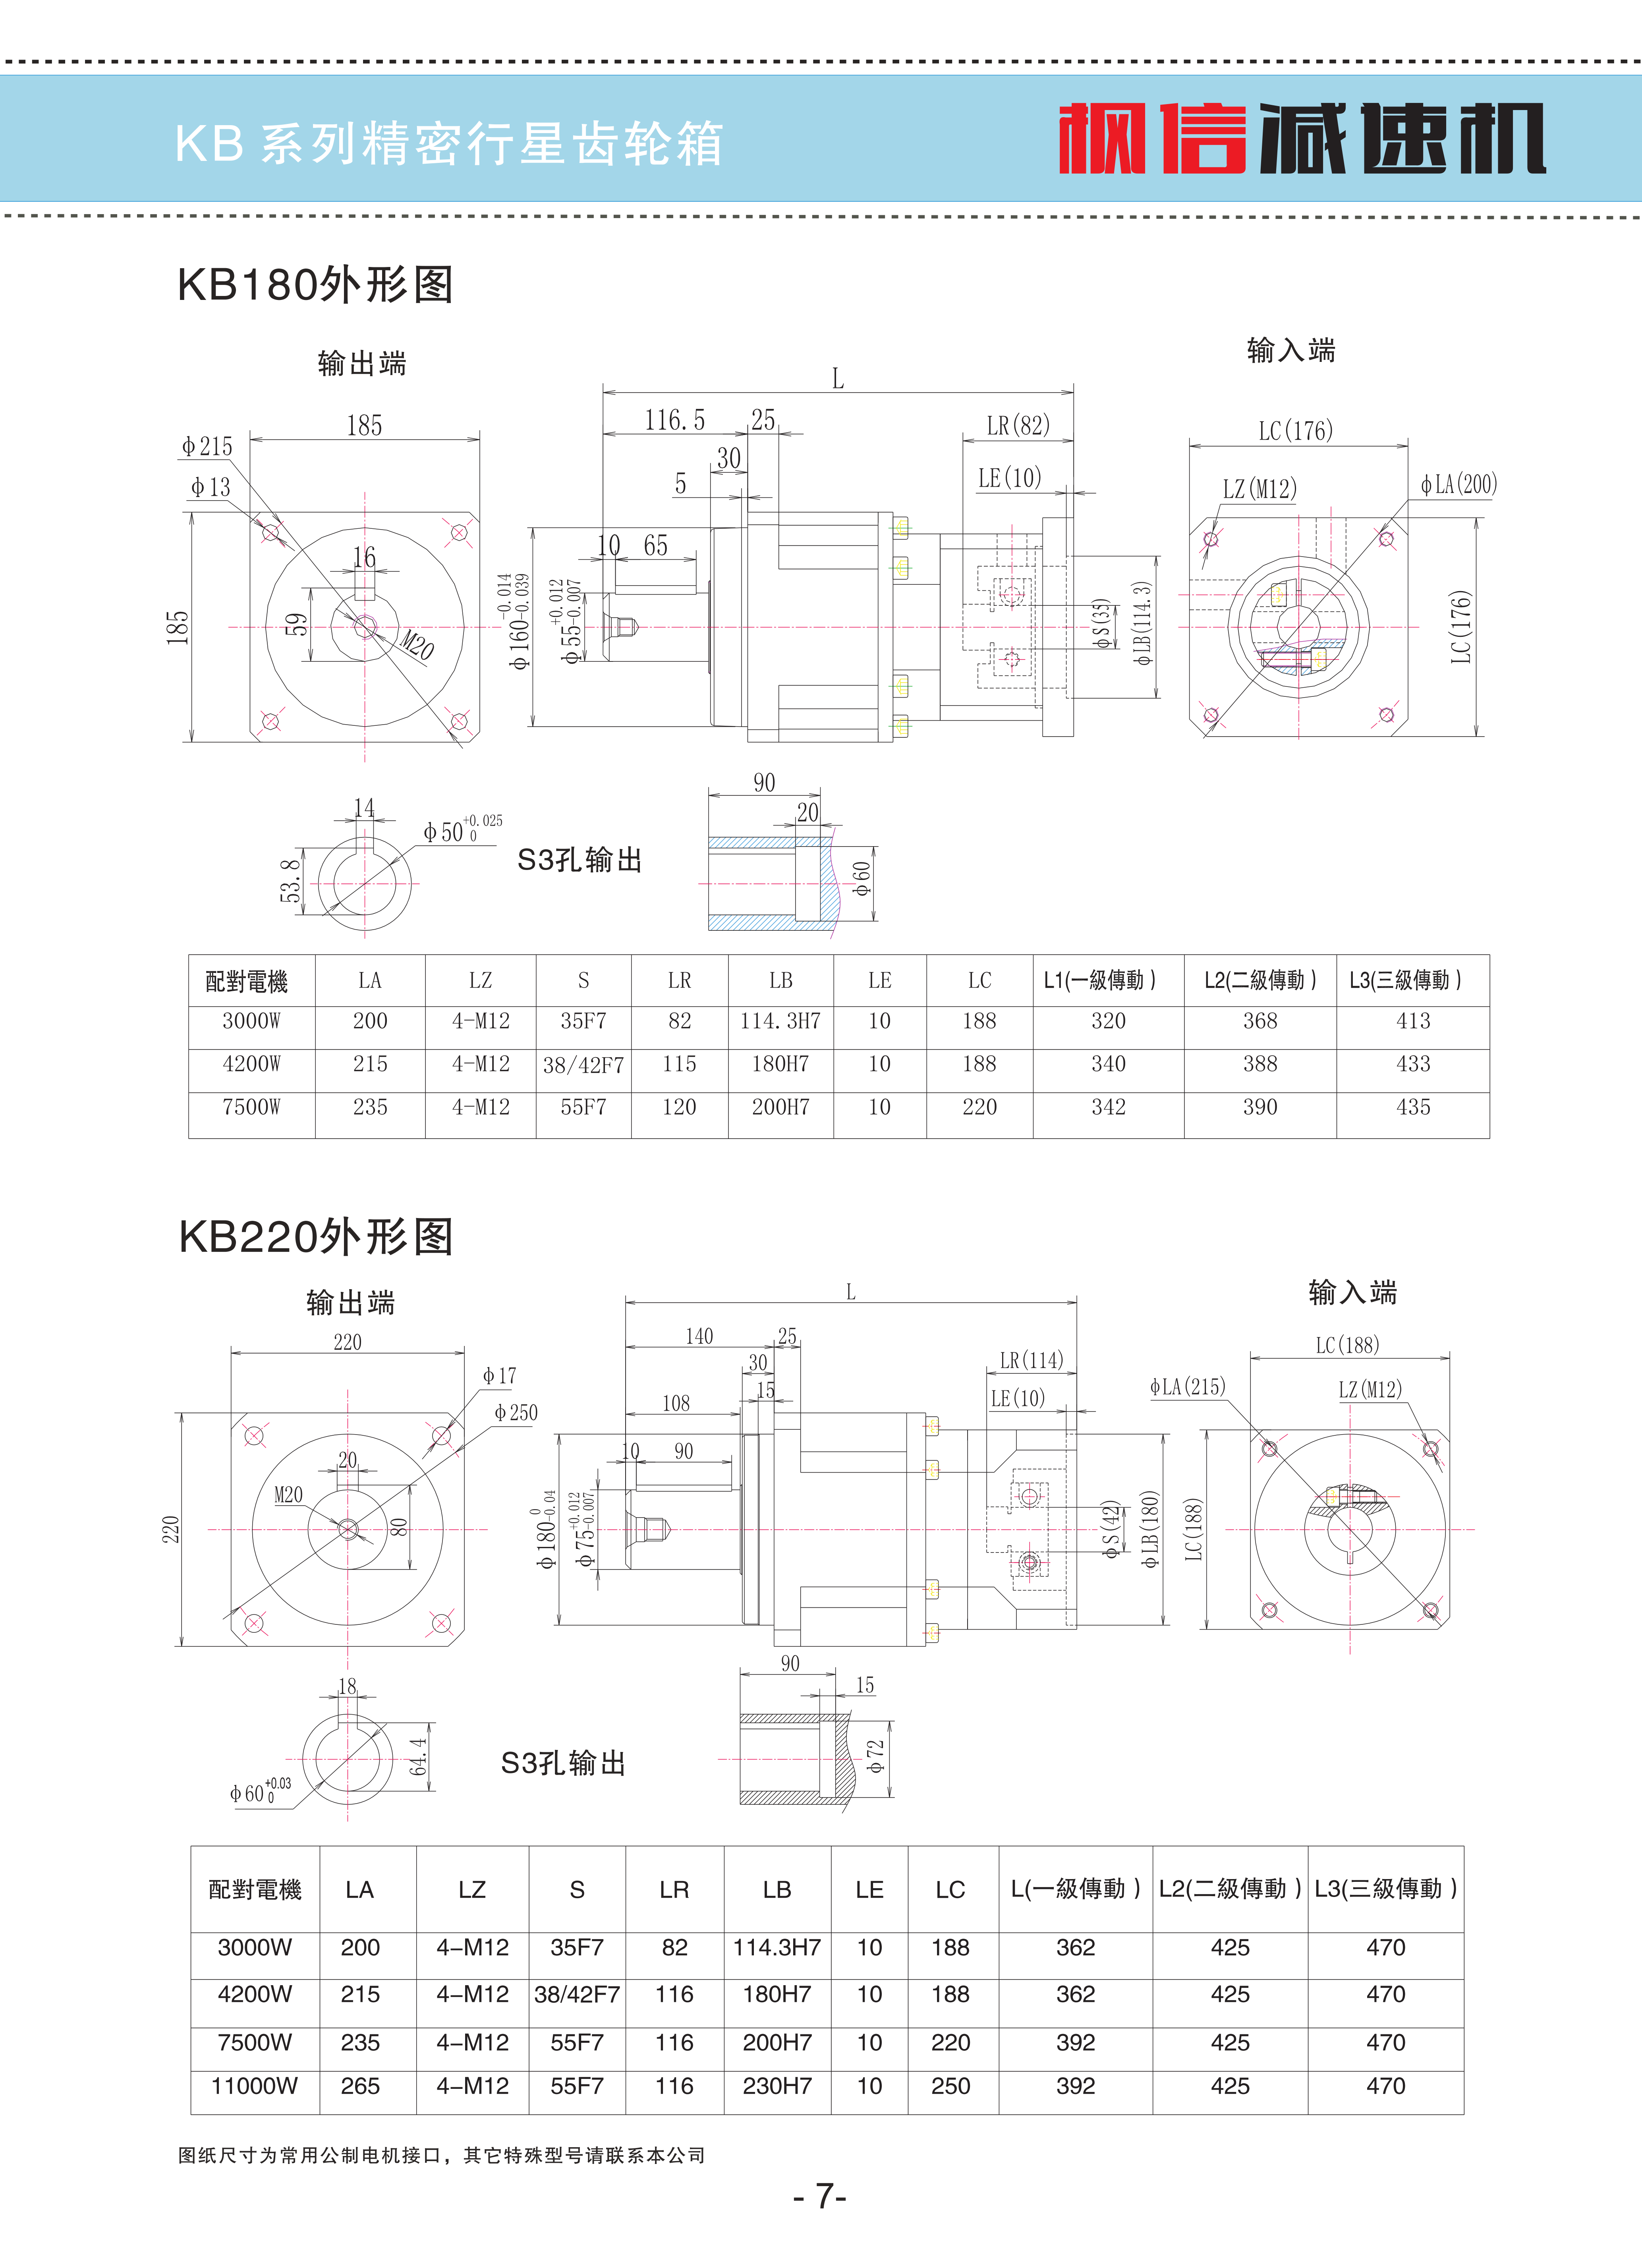 KB 系列精密行星齿轮箱
枫信减速机
KB180外形图
输出端
输入端
L
116.5
25
LR(82)
30
LE(10)
5
10
65
185
φ215
φ13
185
16
59
M20
φ160-0.014-0.039
φ55+0.012-0.007
φS(35)
φLB(114.3)
LC(176)
LZ(M12)
φLA(200)
LC(176)
14
φ50+0.025 0
53.8
S3孔输出
90
20
φ60
配對電機 LA LZ S LR LB LE LC L1(一級傳動) L2(二級傳動) L3(三級傳動)
3000W 200 4-M12 35F7 82 114.3H7 10 188 320 368 413
4200W 215 4-M12 38/42F7 115 180H7 10 188 340 388 433
7500W 235 4-M12 55F7 120 200H7 10 220 342 390 435
KB220外形图
输出端
输入端
L
140
25
30
15
108
10
90
LR(114)
LE(10)
220
φ17
φ250
220
20
M20
80
φ180 0-0.04
φ75+0.012-0.007
φS(42)
φLB(180)
LC(188)
φLA(215)
LZ(M12)
LC(188)
18
64.4
φ60+0.03 0
S3孔输出
90
15
φ72
配對電機 LA LZ S LR LB LE LC L(一級傳動) L2(二級傳動) L3(三級傳動)
3000W 200 4-M12 35F7 82 114.3H7 10 188 362 425 470
4200W 215 4-M12 38/42F7 116 180H7 10 188 362 425 470
7500W 235 4-M12 55F7 116 200H7 10 220 392 425 470
11000W 265 4-M12 55F7 116 230H7 10 250 392 425 470
图纸尺寸为常用公制电机接口，其它特殊型号请联系本公司
- 7-